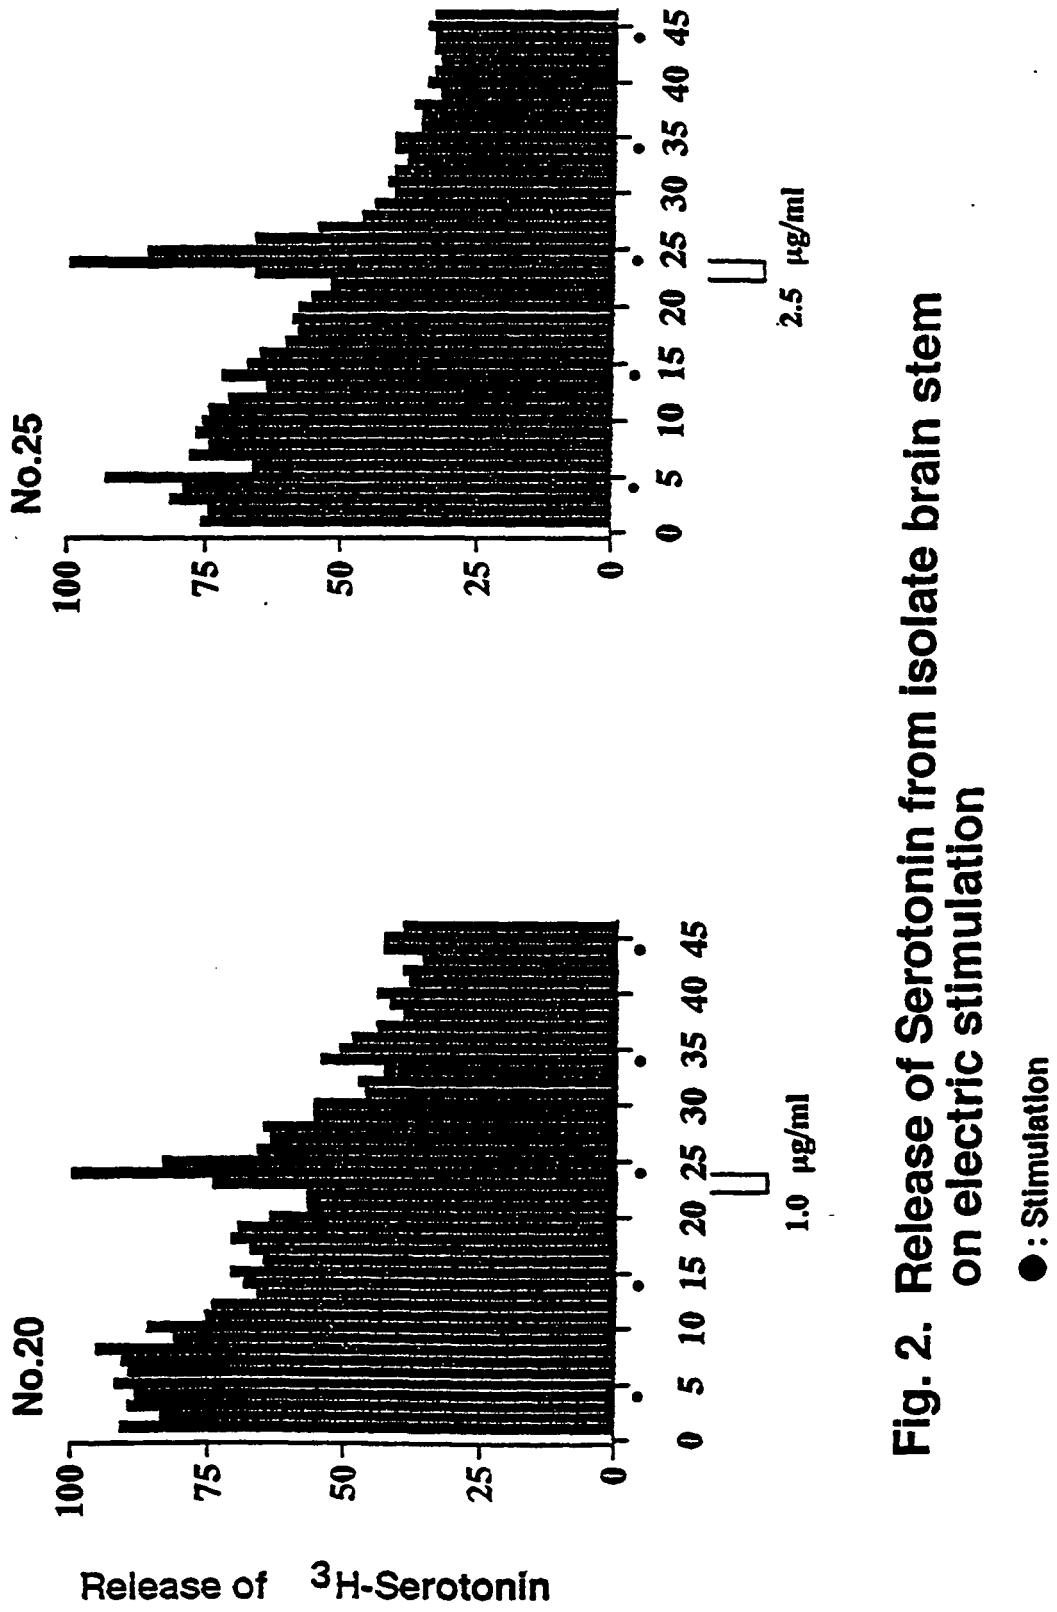 No.20
No.25
Release of ³H-Serotonin
100
75
50
25
0
0 5 10 15 20 25 30 35 40 45
1.0 µg/ml
100
75
50
25
0
0 5 10 15 20 25 30 35 40 45
2.5 µg/ml
Fig. 2. Release of Serotonin from isolate brain stem
on electric stimulation
● : Stimulation